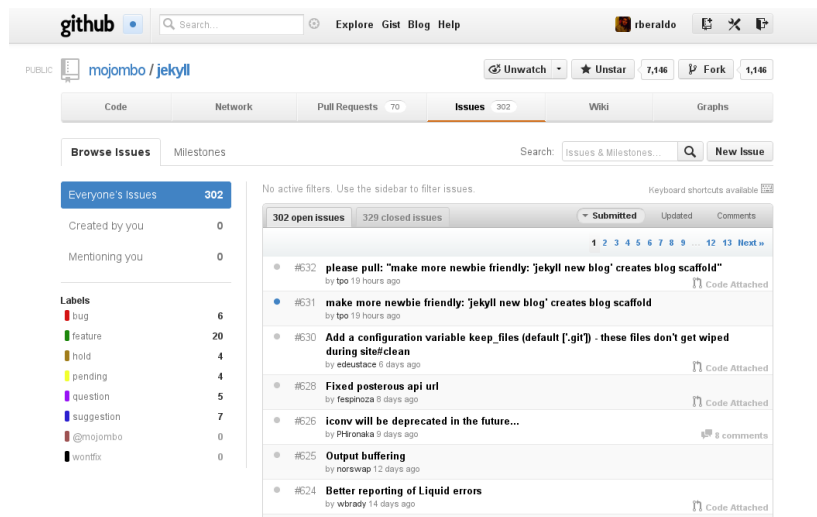 github Search... Explore Gist Blog Help rberaldo
PUBLIC mojombo / jekyll Unwatch Unstar 7,146 Fork 1,146
Code Network Pull Requests 70 Issues 302 Wiki Graphs
Browse Issues Milestones Search: Issues & Milestones... New Issue
Everyone's Issues 302
Created by you 0
Mentioning you 0
Labels
bug 6
feature 20
hold 4
pending 4
question 5
suggestion 7
@mojombo 0
wontfix 0
No active filters. Use the sidebar to filter issues. Keyboard shortcuts available
302 open issues 329 closed issues Submitted Updated Comments
1 2 3 4 5 6 7 8 9 ... 12 13 Next »
#632 please pull: "make more newbie friendly: 'jekyll new blog' creates blog scaffold"
by tpo 19 hours ago Code Attached
#631 make more newbie friendly: 'jekyll new blog' creates blog scaffold
by tpo 19 hours ago
#630 Add a configuration variable keep_files (default ['.git']) - these files don't get wiped
during site#clean
by edeustace 6 days ago Code Attached
#628 Fixed posterous api url
by fespinoza 8 days ago Code Attached
#626 iconv will be deprecated in the future...
by PHironaka 9 days ago 8 comments
#625 Output buffering
by norswap 12 days ago
#624 Better reporting of Liquid errors
by wbrady 14 days ago Code Attached